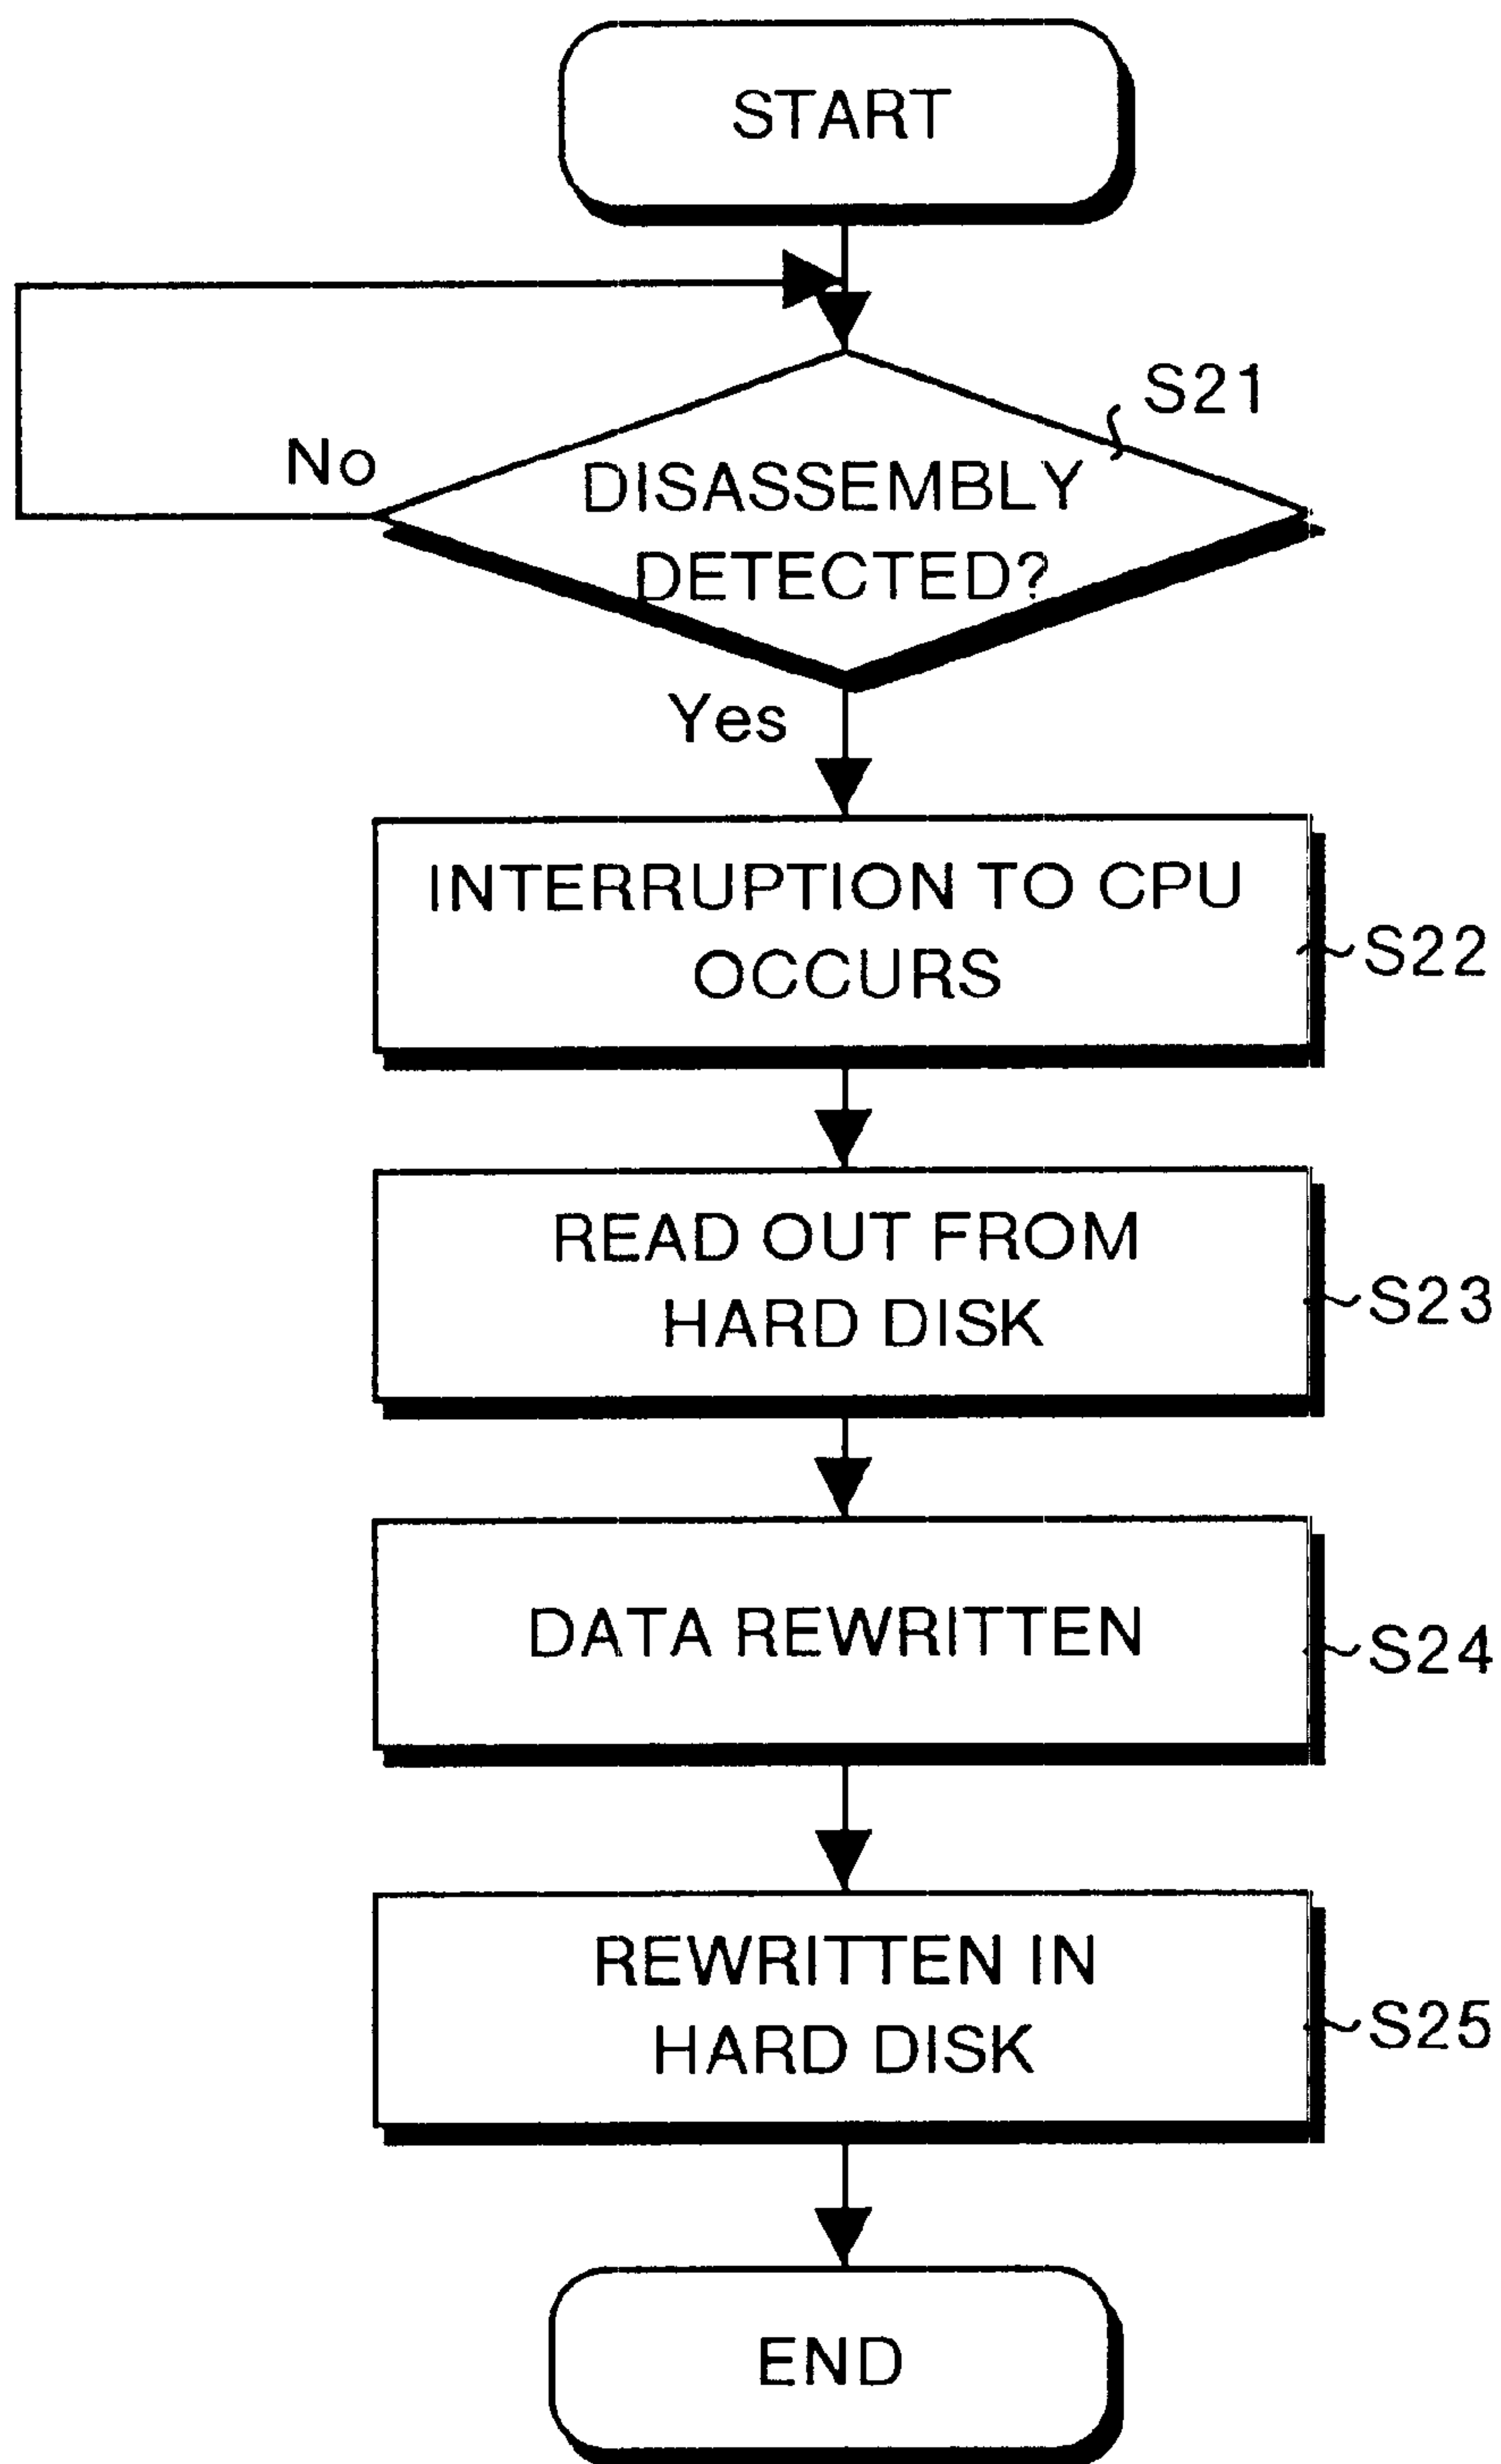 START
S21
No
DISASSEMBLY
DETECTED?
Yes
INTERRUPTION TO CPU
OCCURS
S22
READ OUT FROM
HARD DISK
S23
DATA REWRITTEN
S24
REWRITTEN IN
HARD DISK
S25
END